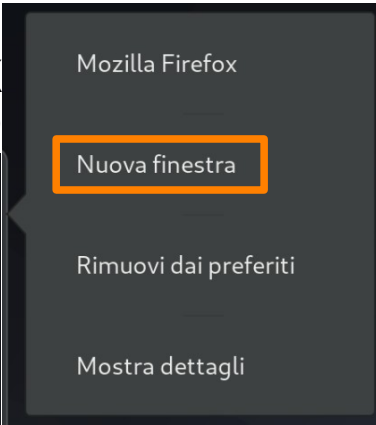 Mozilla Firefox
Nuova finestra
Rimuovi dai preferiti
Mostra dettagli